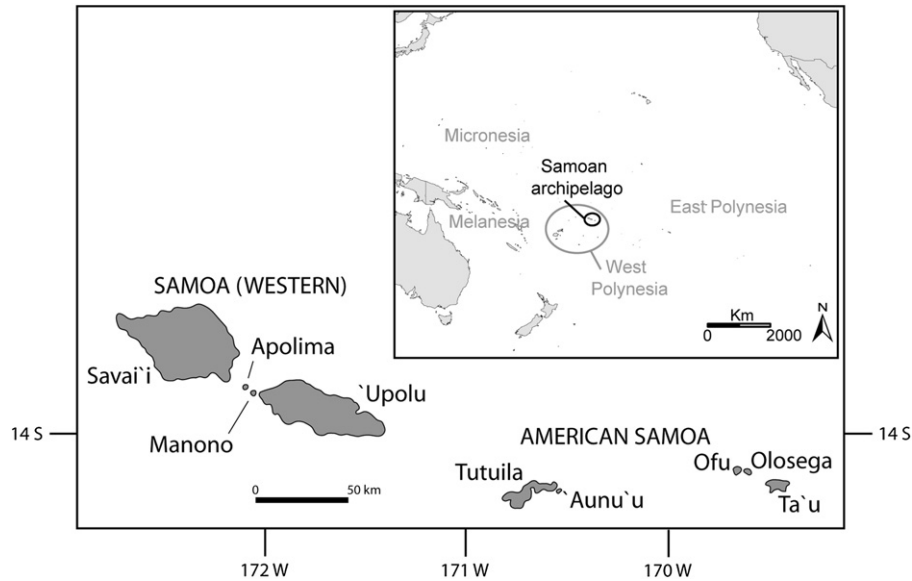 Micronesia
Samoan
archipelago
Melanesia
East Polynesia
West
Polynesia
Km
0 2000
N
SAMOA (WESTERN)
Apolima
Savai`i
`Upolu
Manono
14 S
14 S
AMERICAN SAMOA
Ofu
Olosega
Tutuila
`Aunu`u
Ta`u
0 50 km
172 W
171 W
170 W